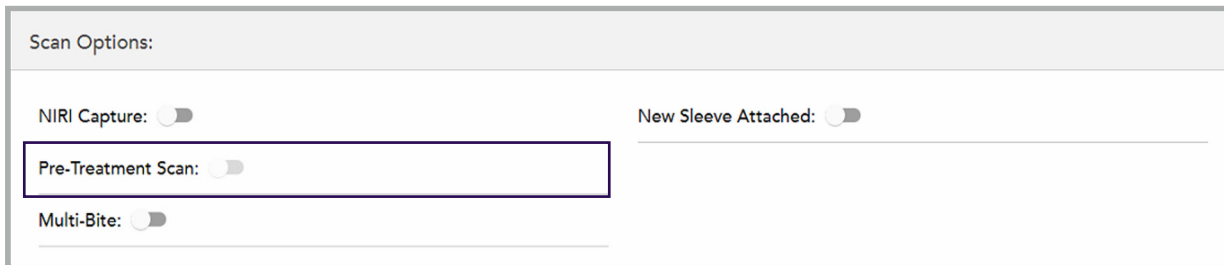 Scan Options:
NIRI Capture:
New Sleeve Attached:
Pre-Treatment Scan:
Multi-Bite: